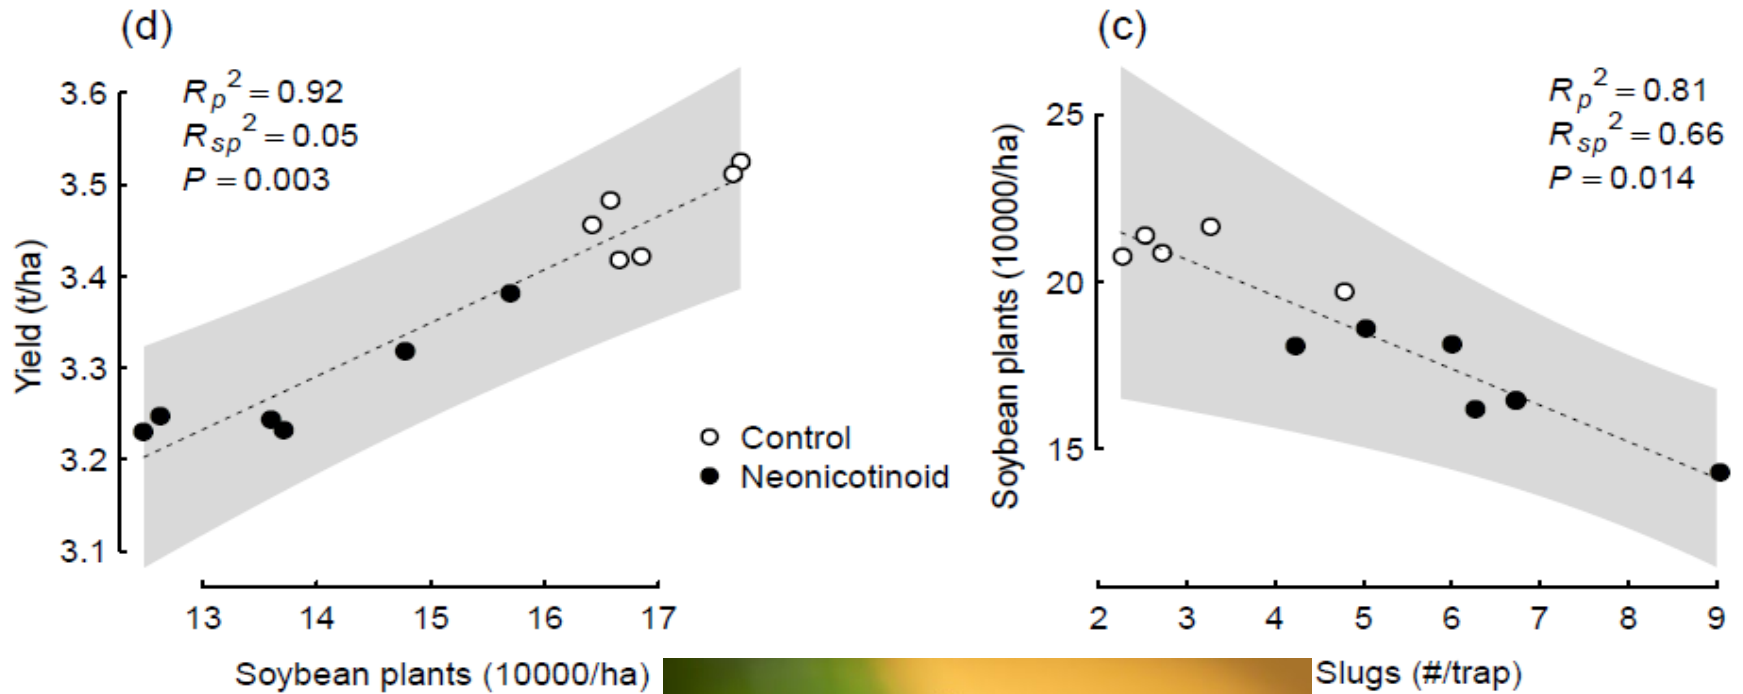 (d)
Rp² = 0.92
Rsp² = 0.05
P = 0.003
3.6
3.5
3.4
3.3
3.2
3.1
Yield (t/ha)
13 14 15 16 17
Soybean plants (10000/ha)
Control
Neonicotinoid
(c)
Rp² = 0.81
Rsp² = 0.66
P = 0.014
25
20
15
Soybean plants (10000/ha)
2 3 4 5 6 7 8 9
Slugs (#/trap)